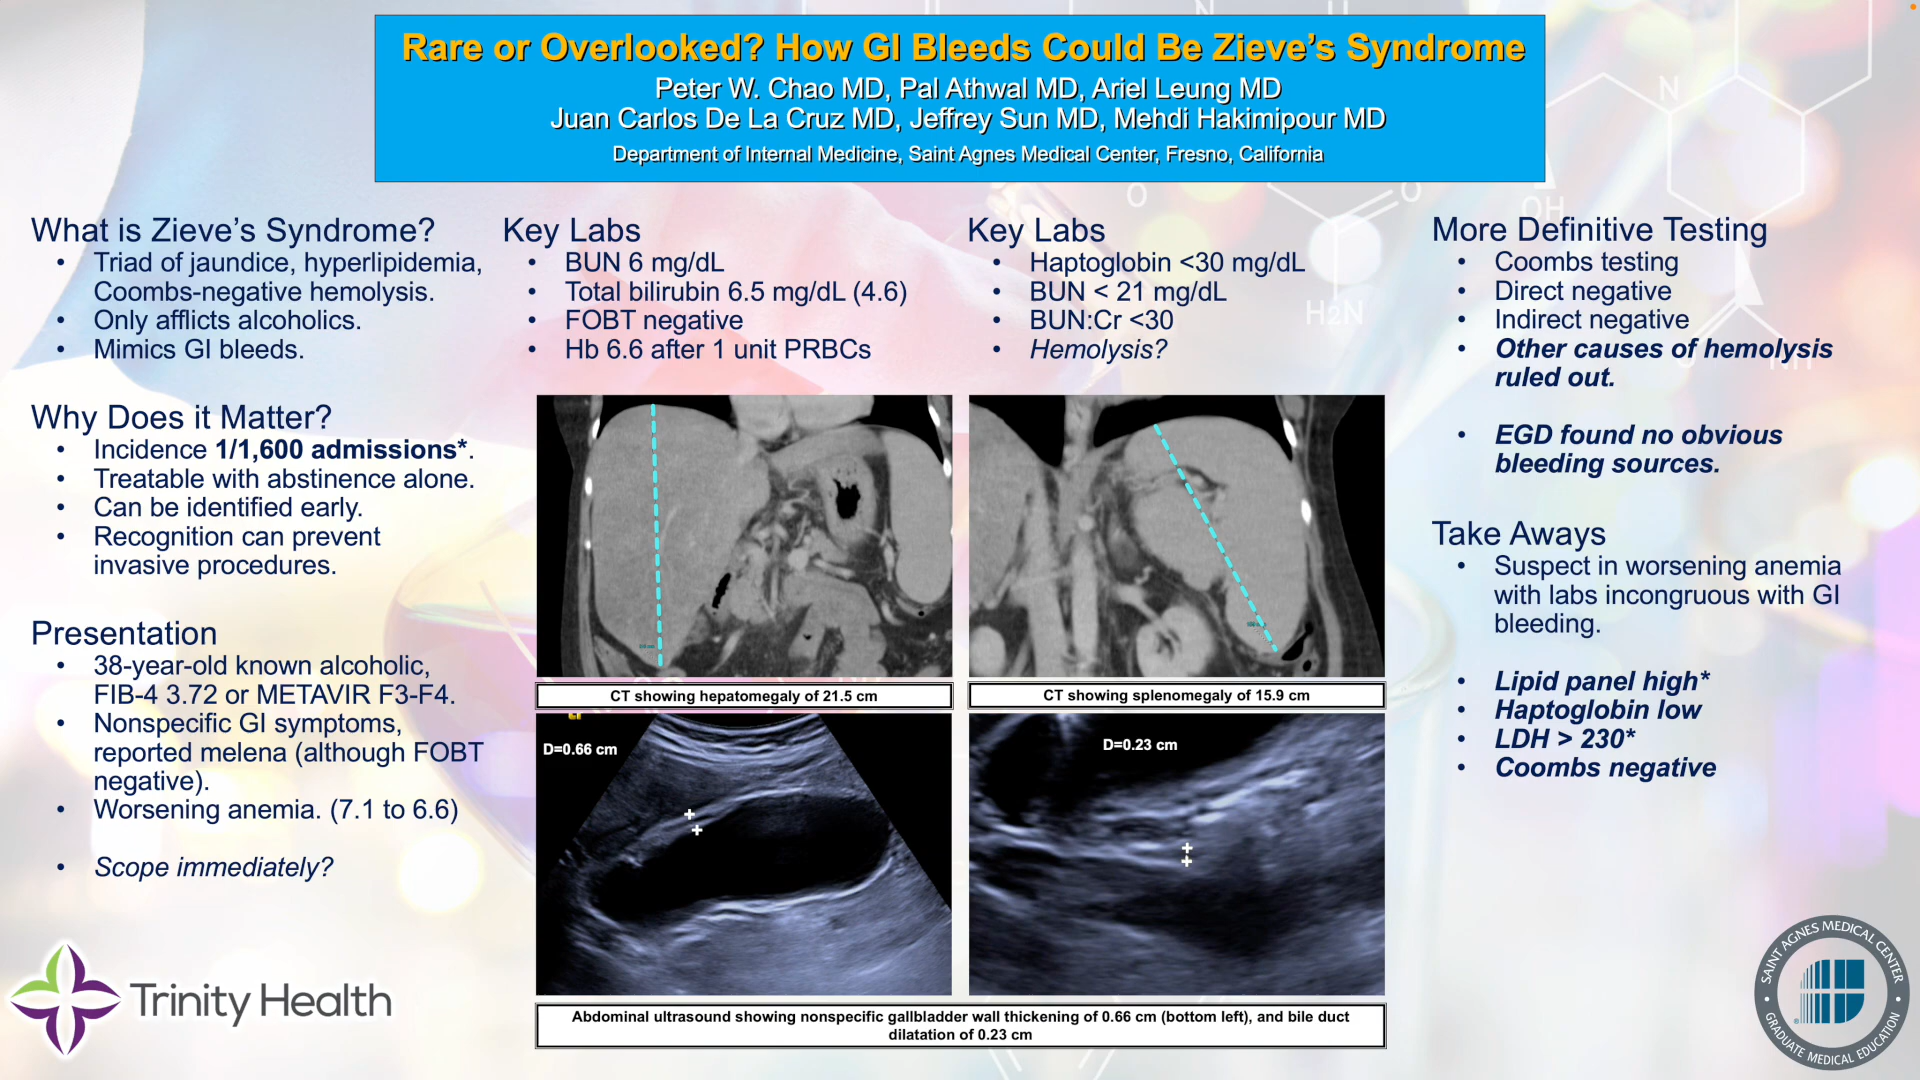 Rare or Overlooked? How GI Bleeds Could Be Zieve's Syndrome
Peter W. Chao MD, Pal Athwal MD, Ariel Leung MD
Juan Carlos De La Cruz MD, Jeffrey Sun MD, Mehdi Hakimipour MD
Department of Internal Medicine, Saint Agnes Medical Center, Fresno, California
What is Zieve's Syndrome?
• Triad of jaundice, hyperlipidemia,
Coombs-negative hemolysis.
• Only afflicts alcoholics.
• Mimics GI bleeds.
Why Does it Matter?
• Incidence 1/1,600 admissions*.
• Treatable with abstinence alone.
• Can be identified early.
• Recognition can prevent
invasive procedures.
Presentation
• 38-year-old known alcoholic,
FIB-4 3.72 or METAVIR F3-F4.
• Nonspecific GI symptoms,
reported melena (although FOBT
negative).
• Worsening anemia. (7.1 to 6.6)
• Scope immediately?
Trinity Health
Key Labs
• BUN 6 mg/dL
• Total bilirubin 6.5 mg/dL (4.6)
• FOBT negative
• Hb 6.6 after 1 unit PRBCs
Key Labs
• Haptoglobin <30 mg/dL
• BUN < 21 mg/dL
• BUN:Cr <30
• Hemolysis?
CT showing hepatomegaly of 21.5 cm
CT showing splenomegaly of 15.9 cm
D=0.66 cm
D=0.23 cm
Abdominal ultrasound showing nonspecific gallbladder wall thickening of 0.66 cm (bottom left), and bile duct
dilatation of 0.23 cm
More Definitive Testing
• Coombs testing
• Direct negative
• Indirect negative
• Other causes of hemolysis
ruled out.
• EGD found no obvious
bleeding sources.
Take Aways
• Suspect in worsening anemia
with labs incongruous with GI
bleeding.
• Lipid panel high*
• Haptoglobin low
• LDH > 230*
• Coombs negative
SAINT AGNES MEDICAL CENTER
GRADUATE MEDICAL EDUCATION
N
O
O
OH
H2N
NH